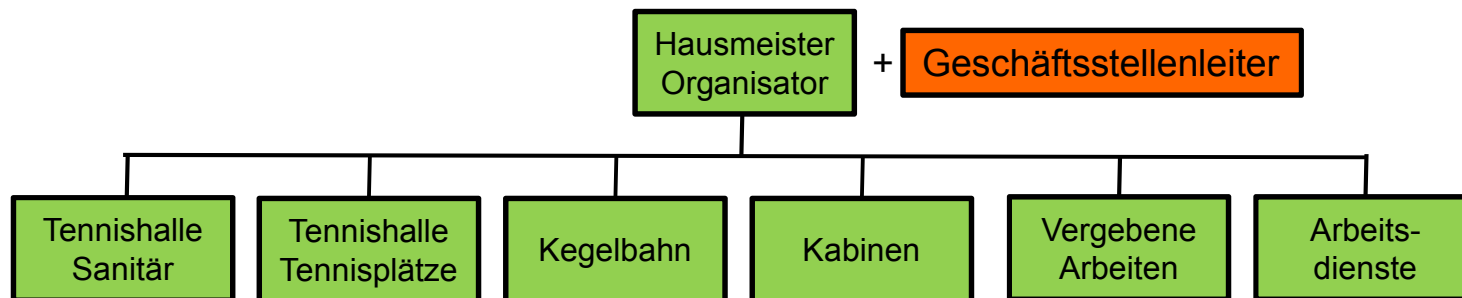 Hausmeister
Organisator
+ Geschäftsstellenleiter
Tennishalle
Sanitär
Tennishalle
Tennisplätze
Kegelbahn
Kabinen
Vergebene
Arbeiten
Arbeits-
dienste